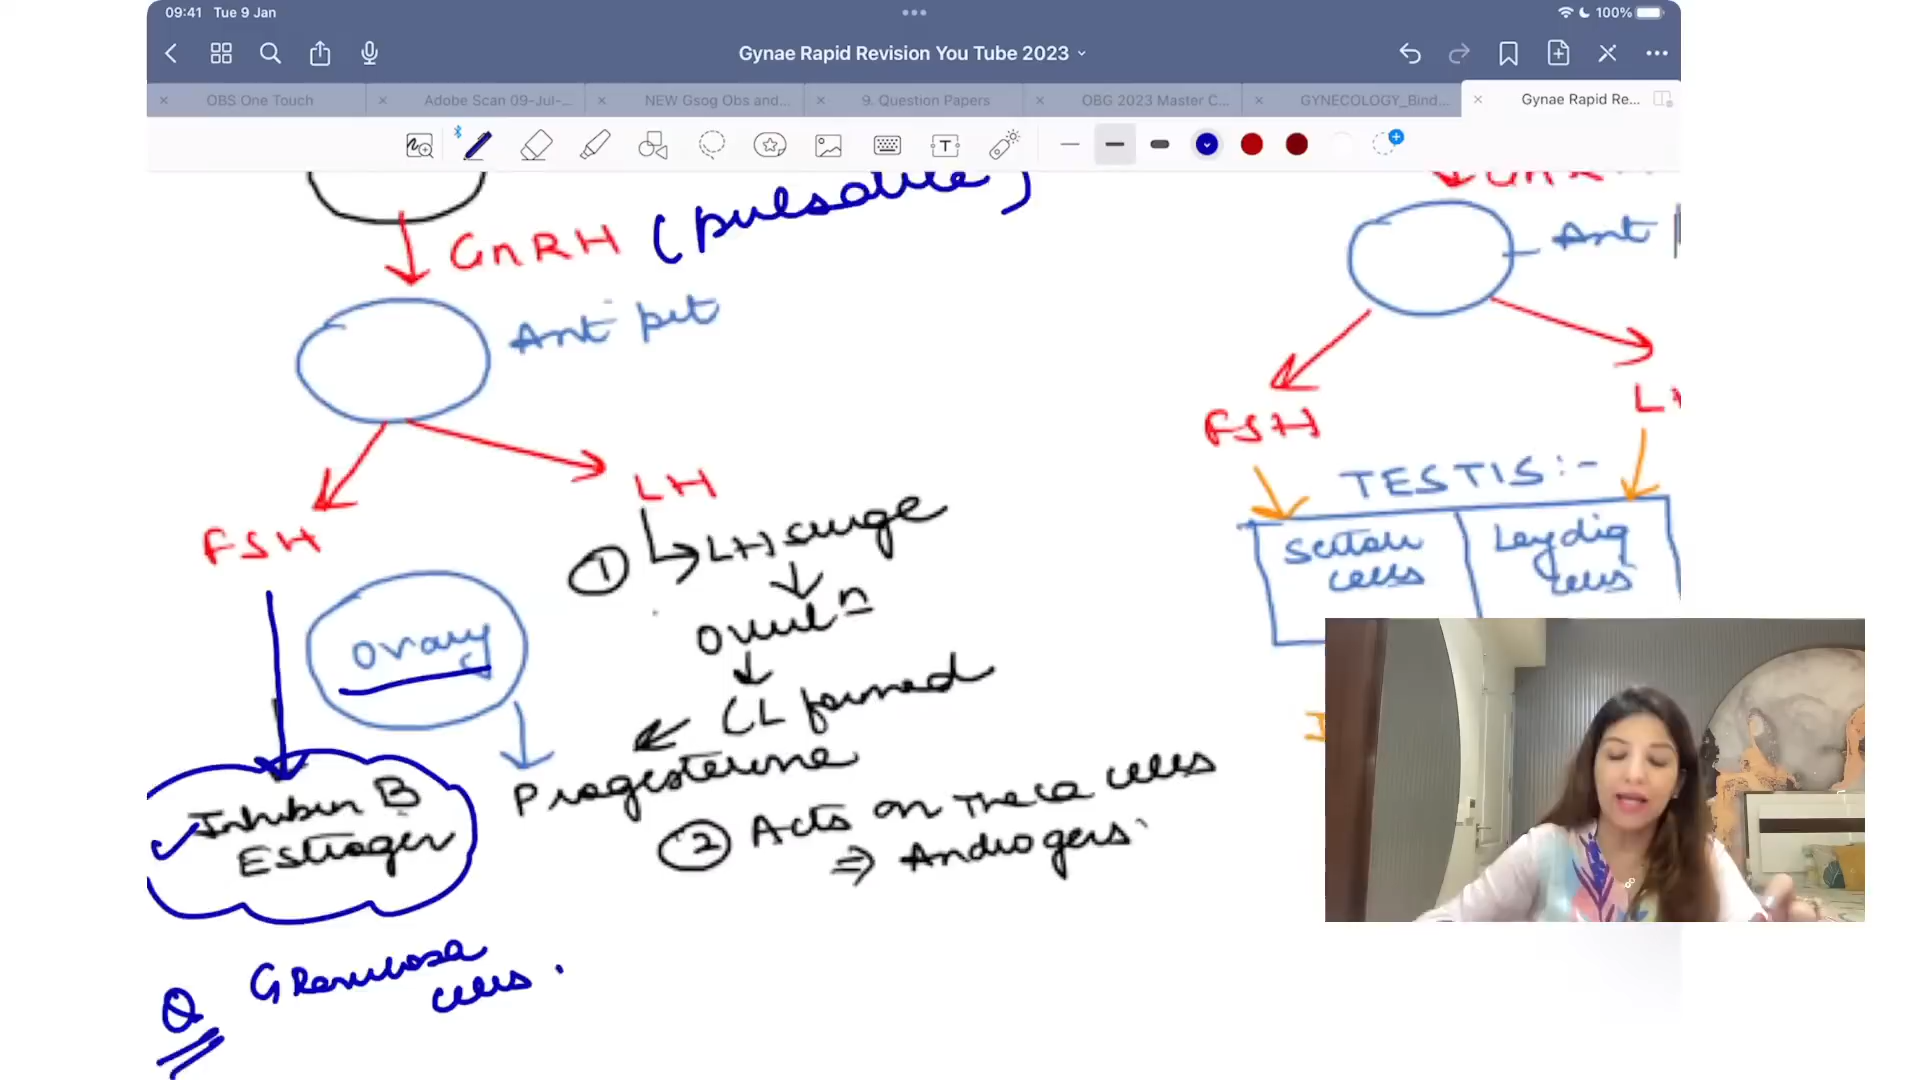 09:41 Tue 9 Jan
100%
Gynae Rapid Revision You Tube 2023
OBS One Touch
Adobe Scan 09-Jul-...
NEW Gsog Obs and...
9. Question Papers
OBG 2023 Master C...
GYNECOLOGY_Bind...
Gynae Rapid Re...
GnRH (pulsatile)
Ant pit
FSH
LH
① LH surge
Ovuln
CL formed
Progesterone
② Acts on Theca cells
⇒ Androgens
Ovary
Inhibin B
Estrogen
Q Granulosa
cells.
Ant
FSH
TESTIS:-
Sertoli
cells
Leydig
cells